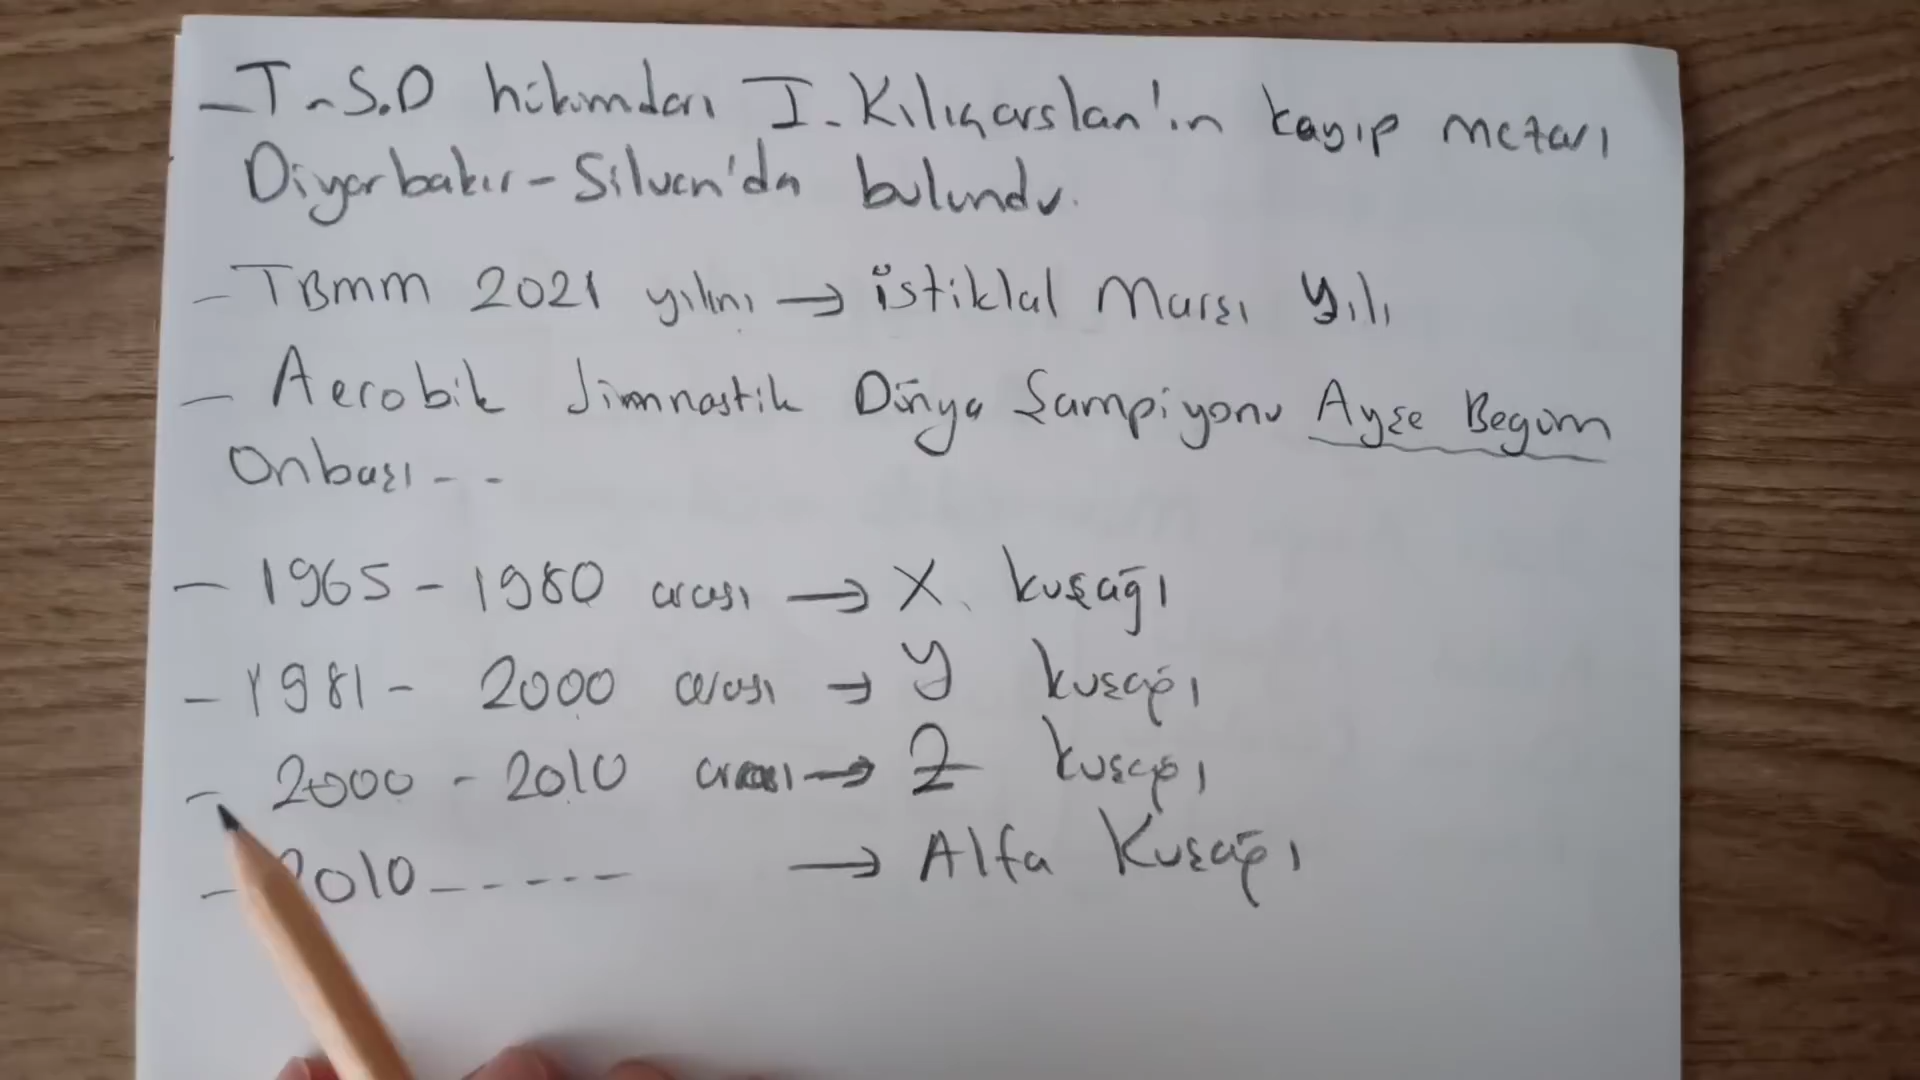 - T.S.D hükümdarı I. Kılıçarslan'ın kayıp mezarı
Diyarbakır - Silvan'da bulundu.
- TBMM 2021 yılını → İstiklal Marşı Yılı
- Aerobik Jimnastik Dünya Şampiyonu Ayşe Begüm
Onbaşı - -
- 1965 - 1980 arası → X kuşağı
- 1981 - 2000 arası → Y kuşağı
- 2000 - 2010 arası → Z kuşağı
- 2010 - - - - - - → Alfa Kuşağı